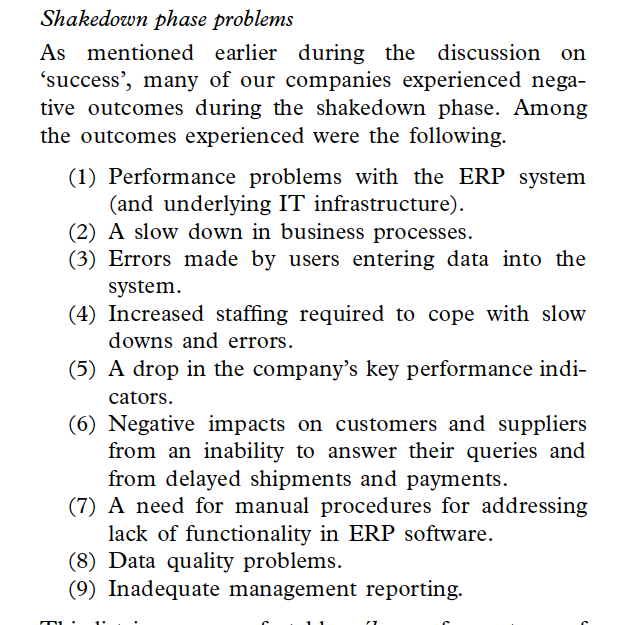 Shakedown phase problems
As mentioned earlier during the discussion on
‘success’, many of our companies experienced nega-
tive outcomes during the shakedown phase. Among
the outcomes experienced were the following.
(1) Performance problems with the ERP system
(and underlying IT infrastructure).
(2) A slow down in business processes.
(3) Errors made by users entering data into the
system.
(4) Increased staffing required to cope with slow
downs and errors.
(5) A drop in the company’s key performance indi-
cators.
(6) Negative impacts on customers and suppliers
from an inability to answer their queries and
from delayed shipments and payments.
(7) A need for manual procedures for addressing
lack of functionality in ERP software.
(8) Data quality problems.
(9) Inadequate management reporting.